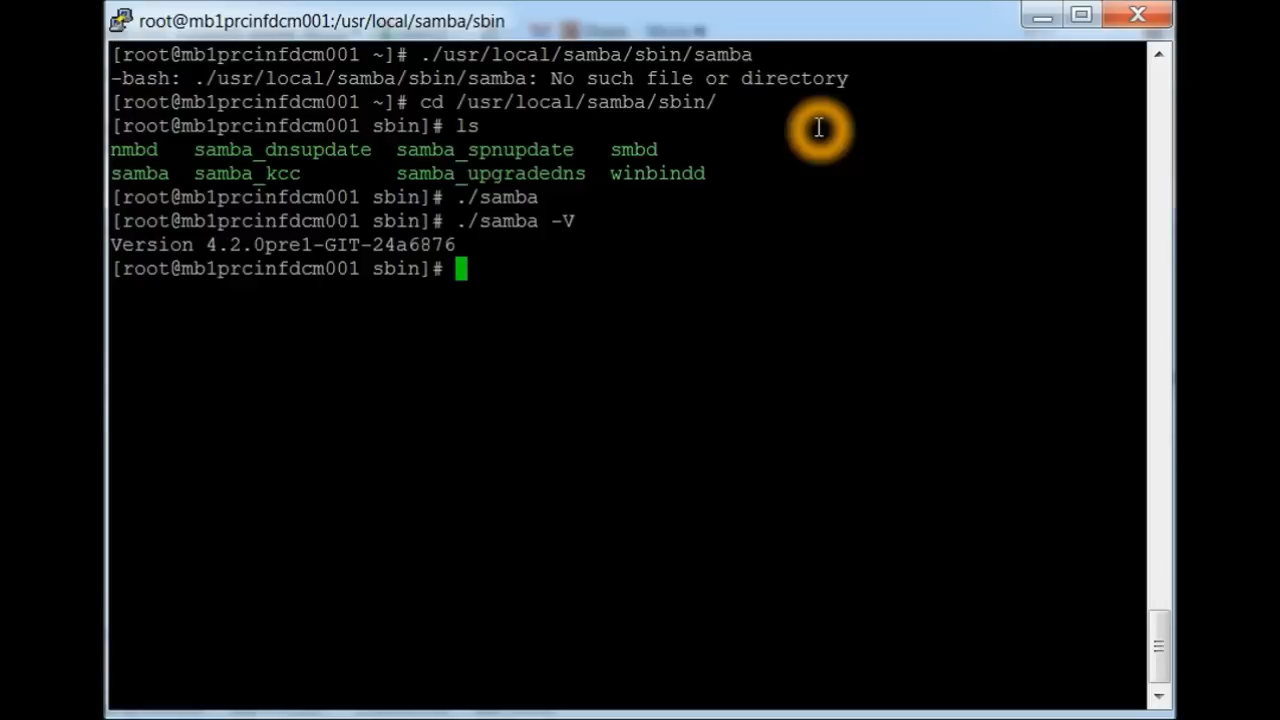 root@mb1prcinfdcm001:/usr/local/samba/sbin
[root@mb1prcinfdcm001 ~]# ./usr/local/samba/sbin/samba
-bash: ./usr/local/samba/sbin/samba: No such file or directory
[root@mb1prcinfdcm001 ~]# cd /usr/local/samba/sbin/
[root@mb1prcinfdcm001 sbin]# ls
nmbd samba_dnsupdate samba_spnupdate smbd
samba samba_kcc samba_upgradedns winbindd
[root@mb1prcinfdcm001 sbin]# ./samba
[root@mb1prcinfdcm001 sbin]# ./samba -V
Version 4.2.0pre1-GIT-24a6876
[root@mb1prcinfdcm001 sbin]#